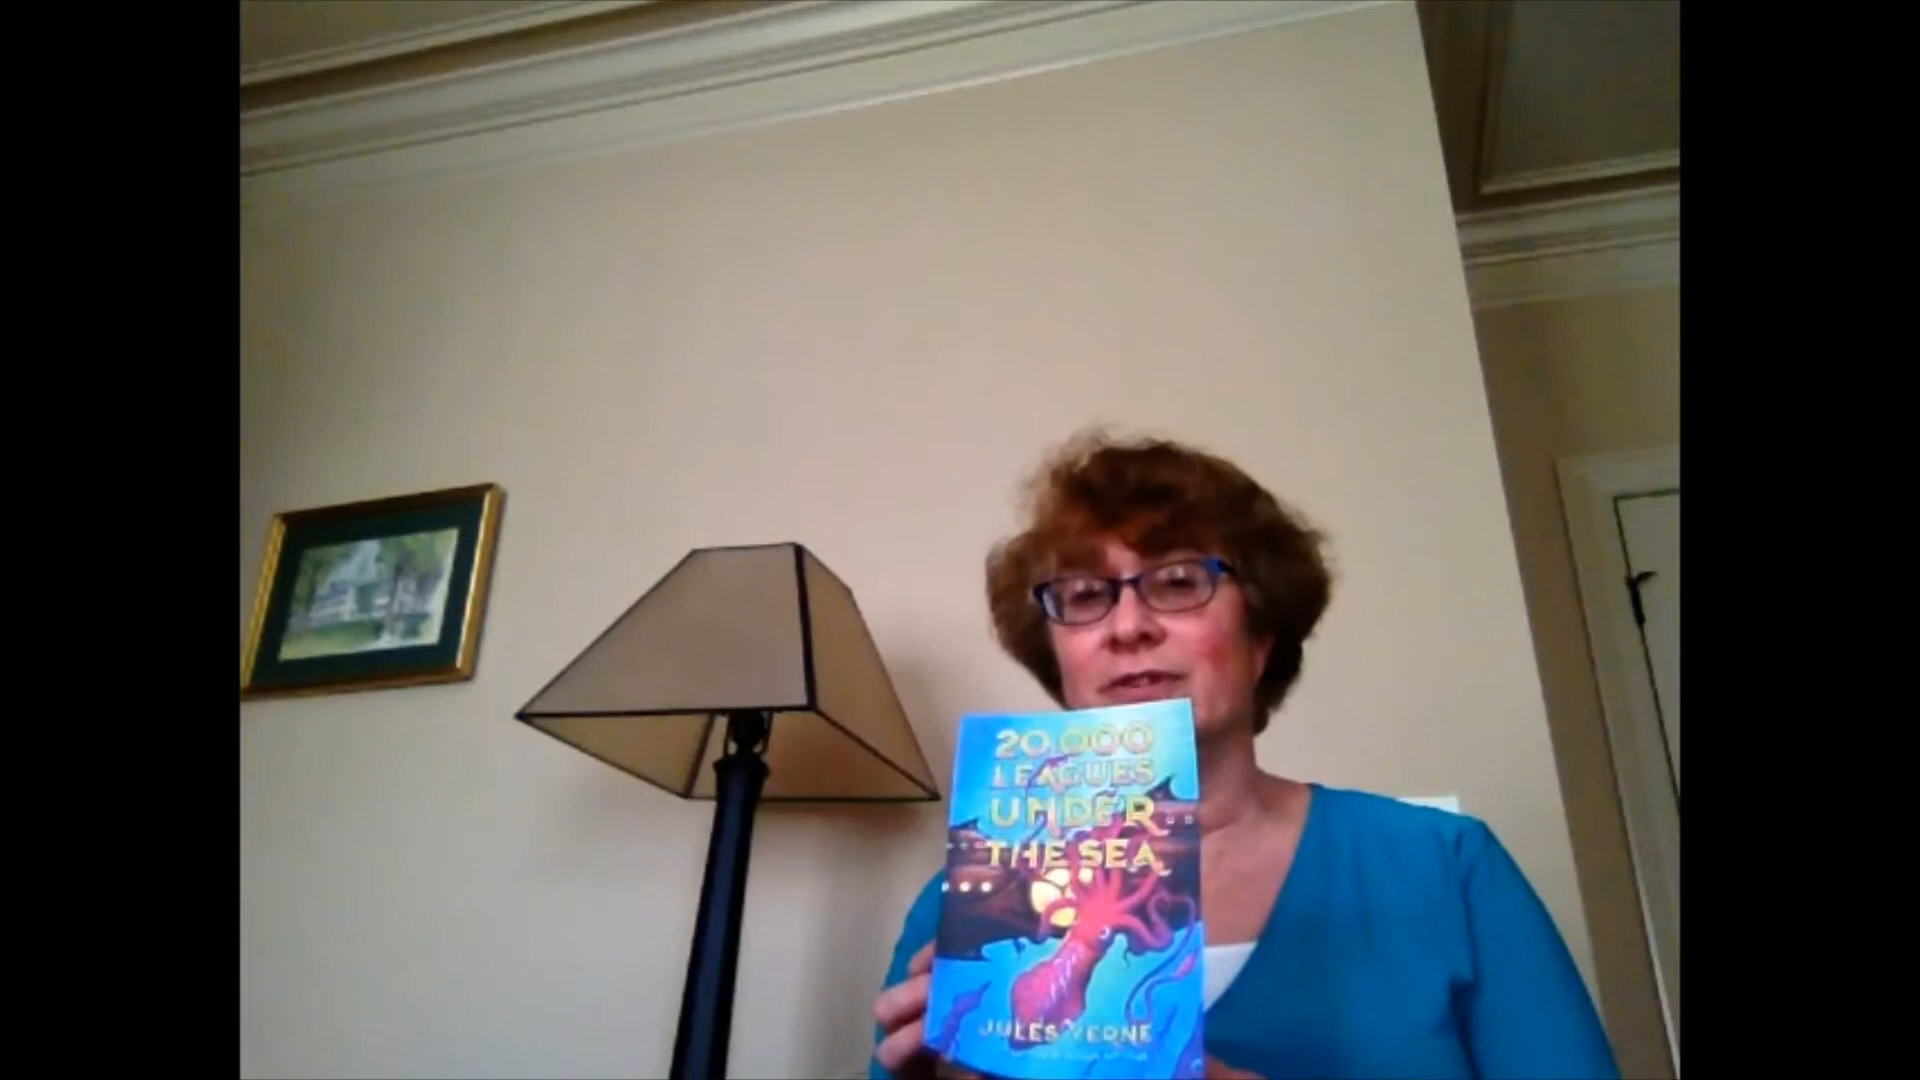 20,000
LEAGUES
UNDER
THE SEA
JULES VERNE